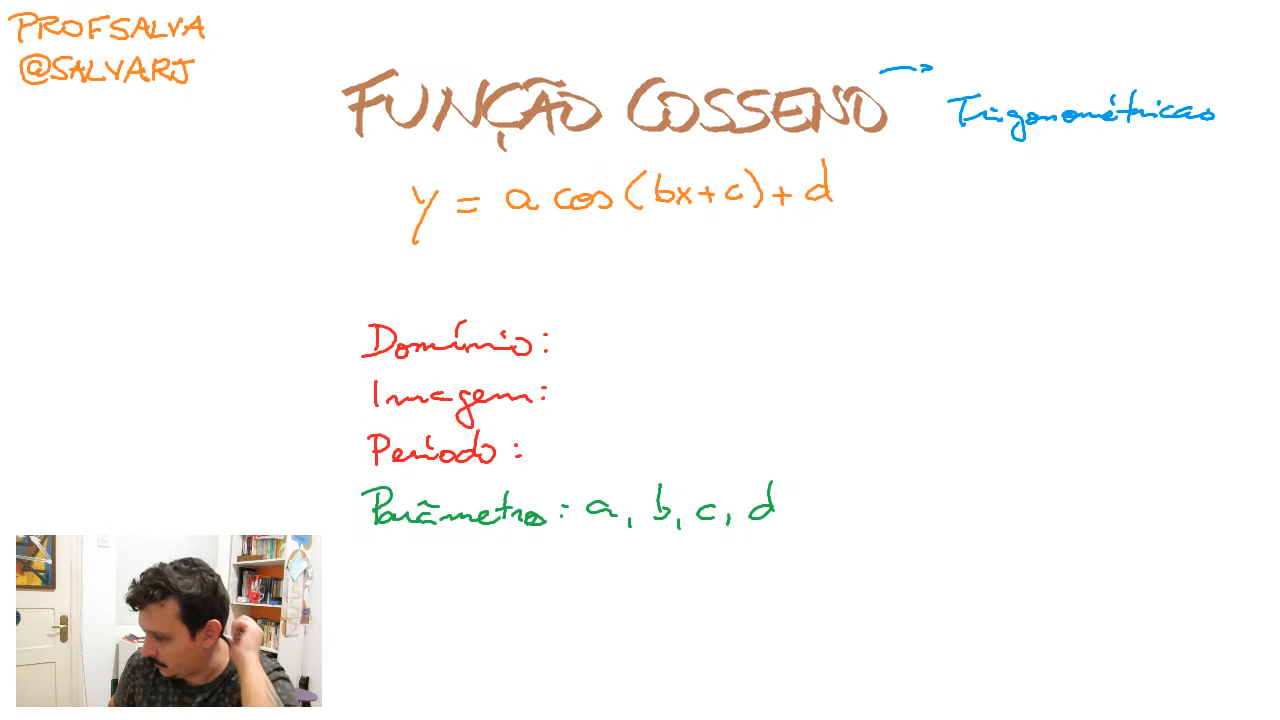 PROFSALVA
@SALVARJ
FUNÇÃO COSSENO
Trigonométricas
y = a cos(bx+c)+d
Domínio:
Imagem:
Período:
Parâmetros: a, b, c, d